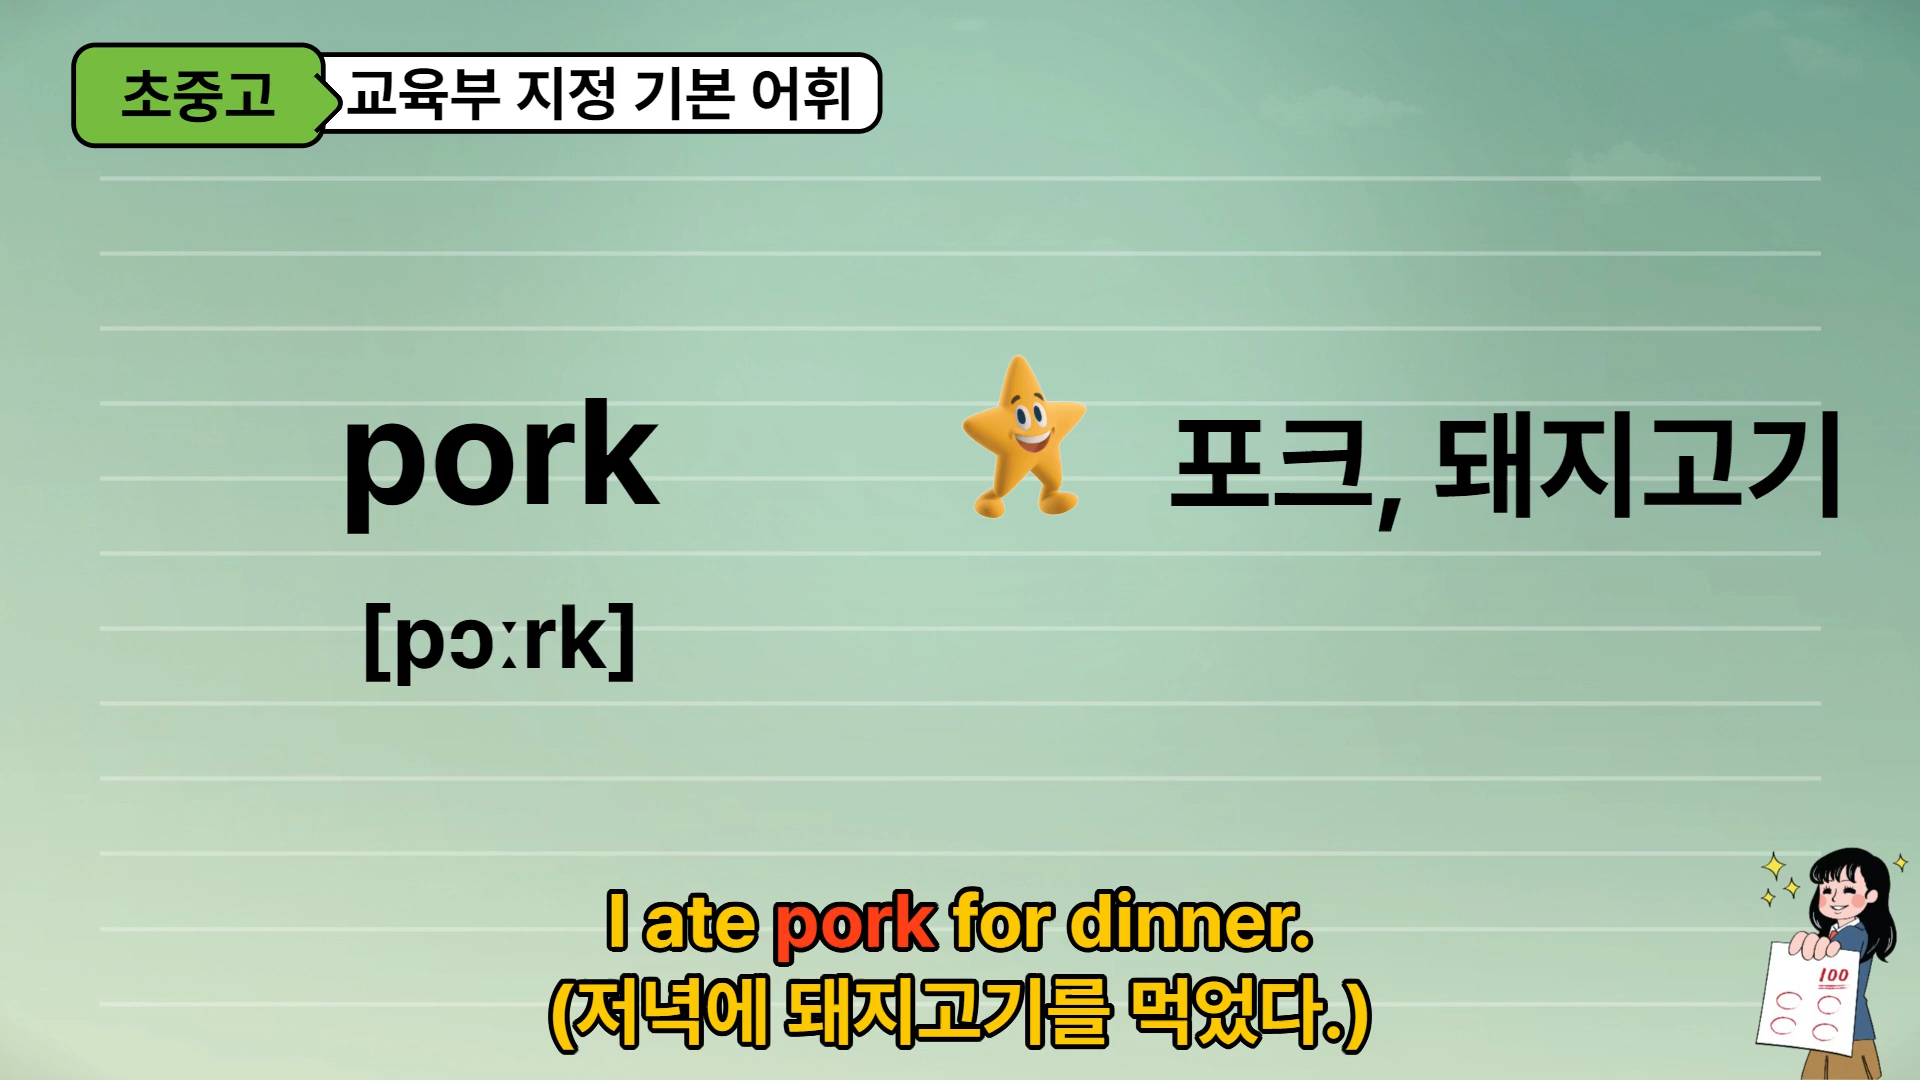 초중고 교육부 지정 기본 어휘
pork 포크, 돼지고기
[pɔːrk]
I ate pork for dinner.
(저녁에 돼지고기를 먹었다.)
100